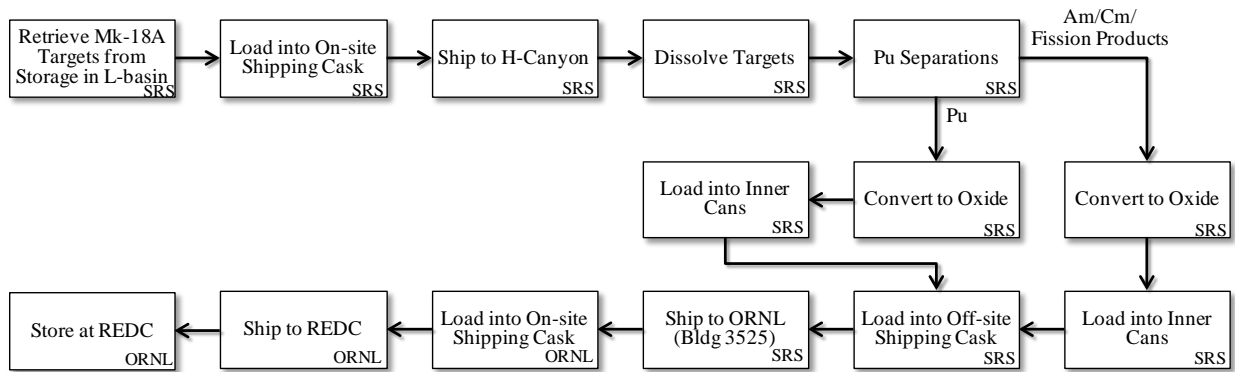 Retrieve Mk-18A
Targets from
Storage in L-basin
SRS
Load into On-site
Shipping Cask
SRS
Ship to H-Canyon
SRS
Dissolve Targets
SRS
Pu Separations
SRS
Am/Cm/
Fission Products
Pu
Load into Inner
Cans
SRS
Convert to Oxide
SRS
Convert to Oxide
SRS
Store at REDC
ORNL
Ship to REDC
ORNL
Load into On-site
Shipping Cask
ORNL
Ship to ORNL
(Bldg 3525)
SRS
Load into Off-site
Shipping Cask
SRS
Load into Inner
Cans
SRS